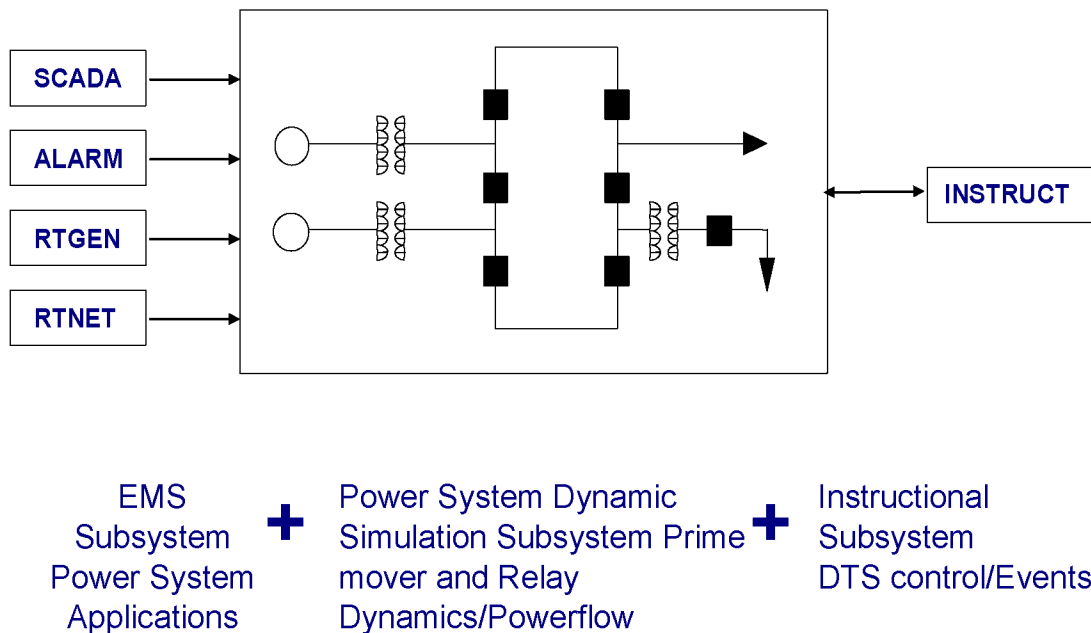 SCADA
ALARM
RTGEN
RTNET
INSTRUCT
EMS
Subsystem
Power System
Applications
+
Power System Dynamic
Simulation Subsystem Prime
mover and Relay
Dynamics/Powerflow
+
Instructional
Subsystem
DTS control/Events